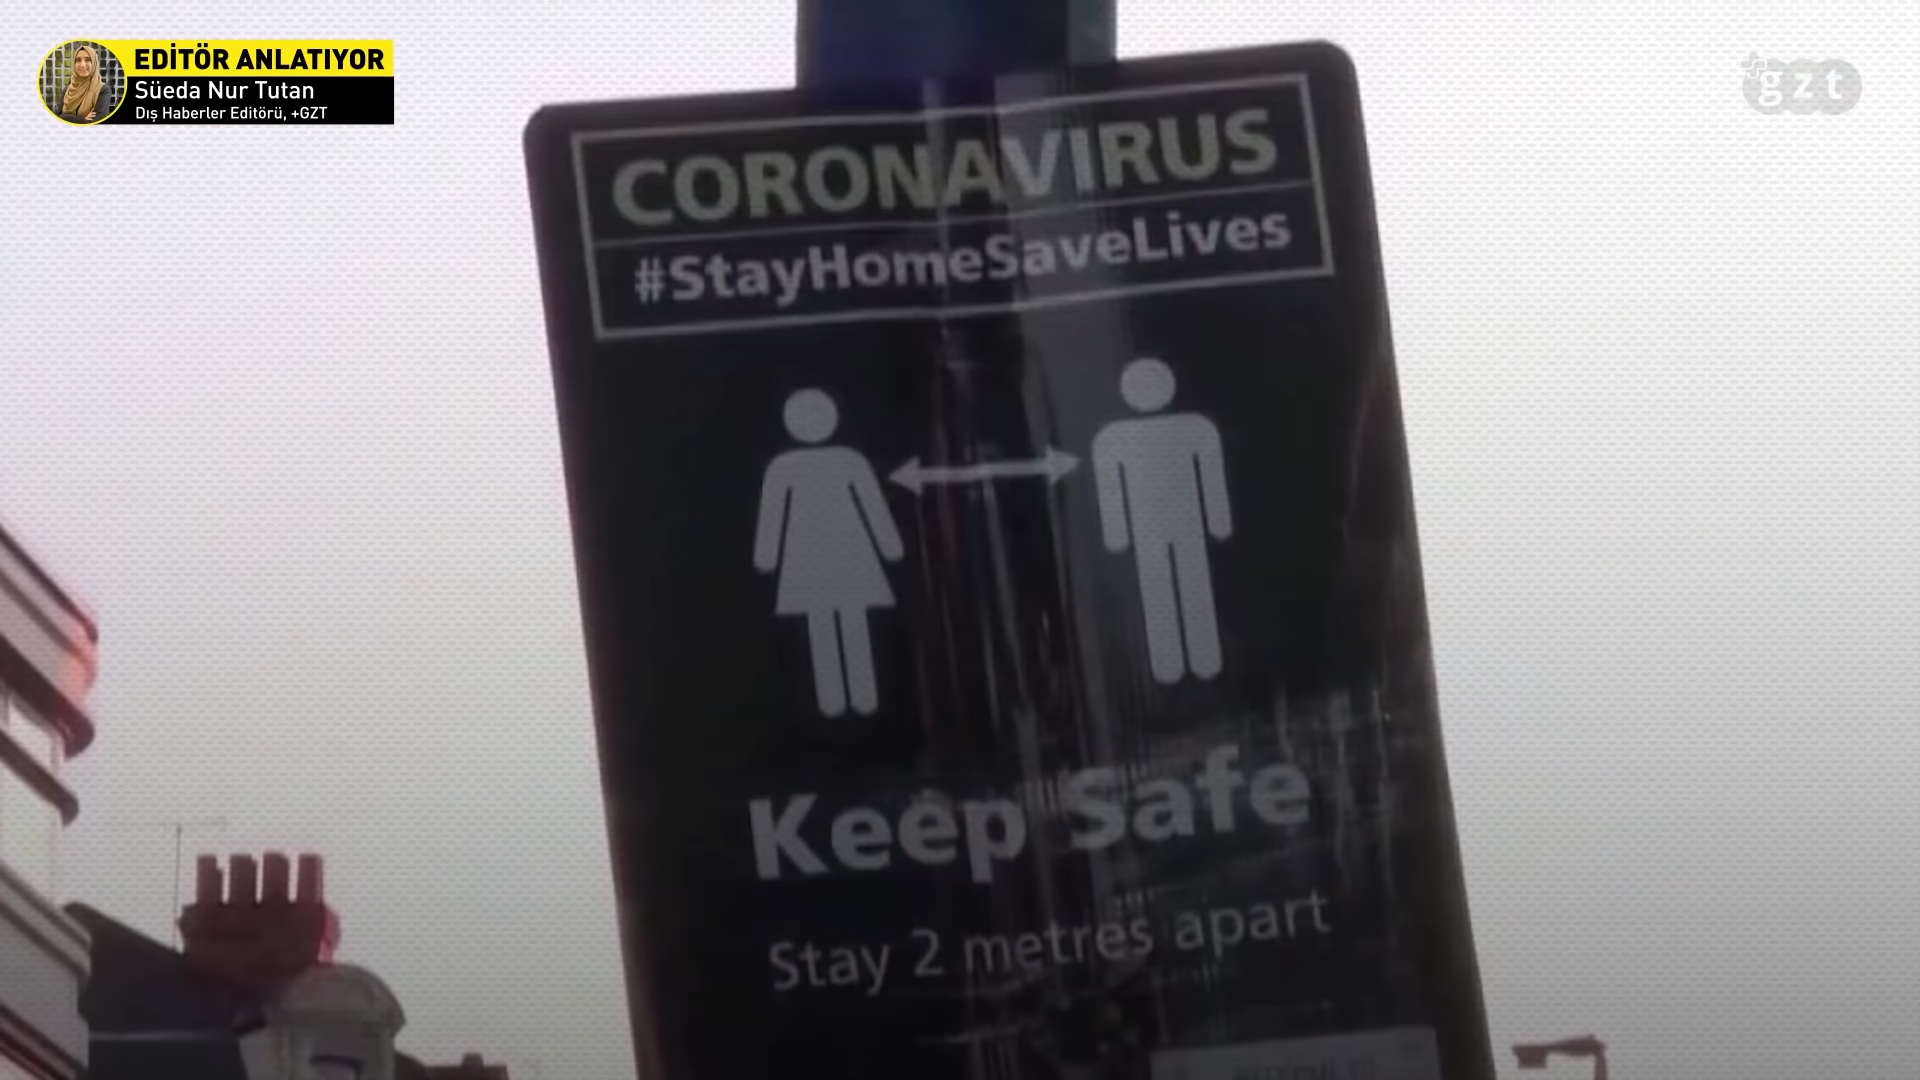 EDİTÖR ANLATIYOR
Süeda Nur Tutan
Dış Haberler Editörü, +GZT
gzt
CORONAVIRUS
#StayHomeSaveLives
Keep Safe
Stay 2 metres apart